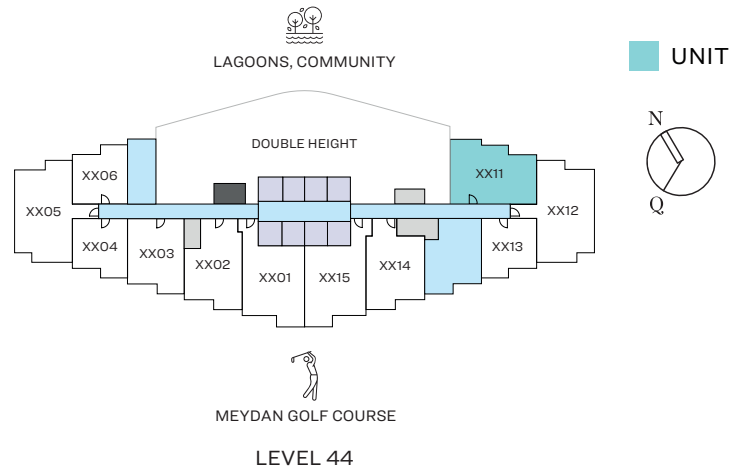 LAGOONS, COMMUNITY
UNIT
N
Q
DOUBLE HEIGHT
XX06
XX11
XX05
XX12
XX04
XX03
XX02
XX01
XX15
XX14
XX13
MEYDAN GOLF COURSE
LEVEL 44